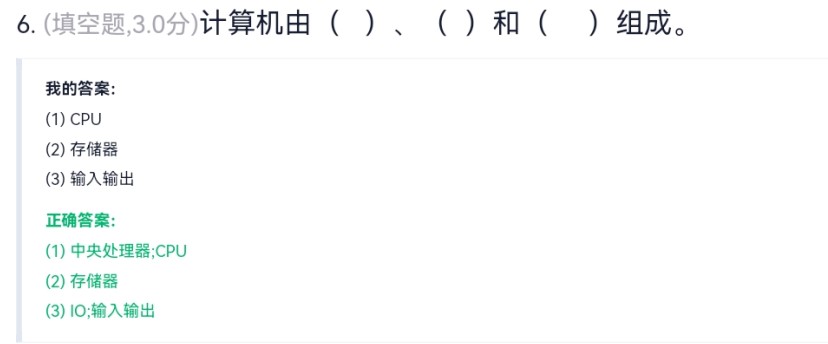 6. (填空题,3.0分)计算机由（  ）、（ ）和（   ）组成。
我的答案:
(1) CPU
(2) 存储器
(3) 输入输出
正确答案:
(1) 中央处理器;CPU
(2) 存储器
(3) IO;输入输出